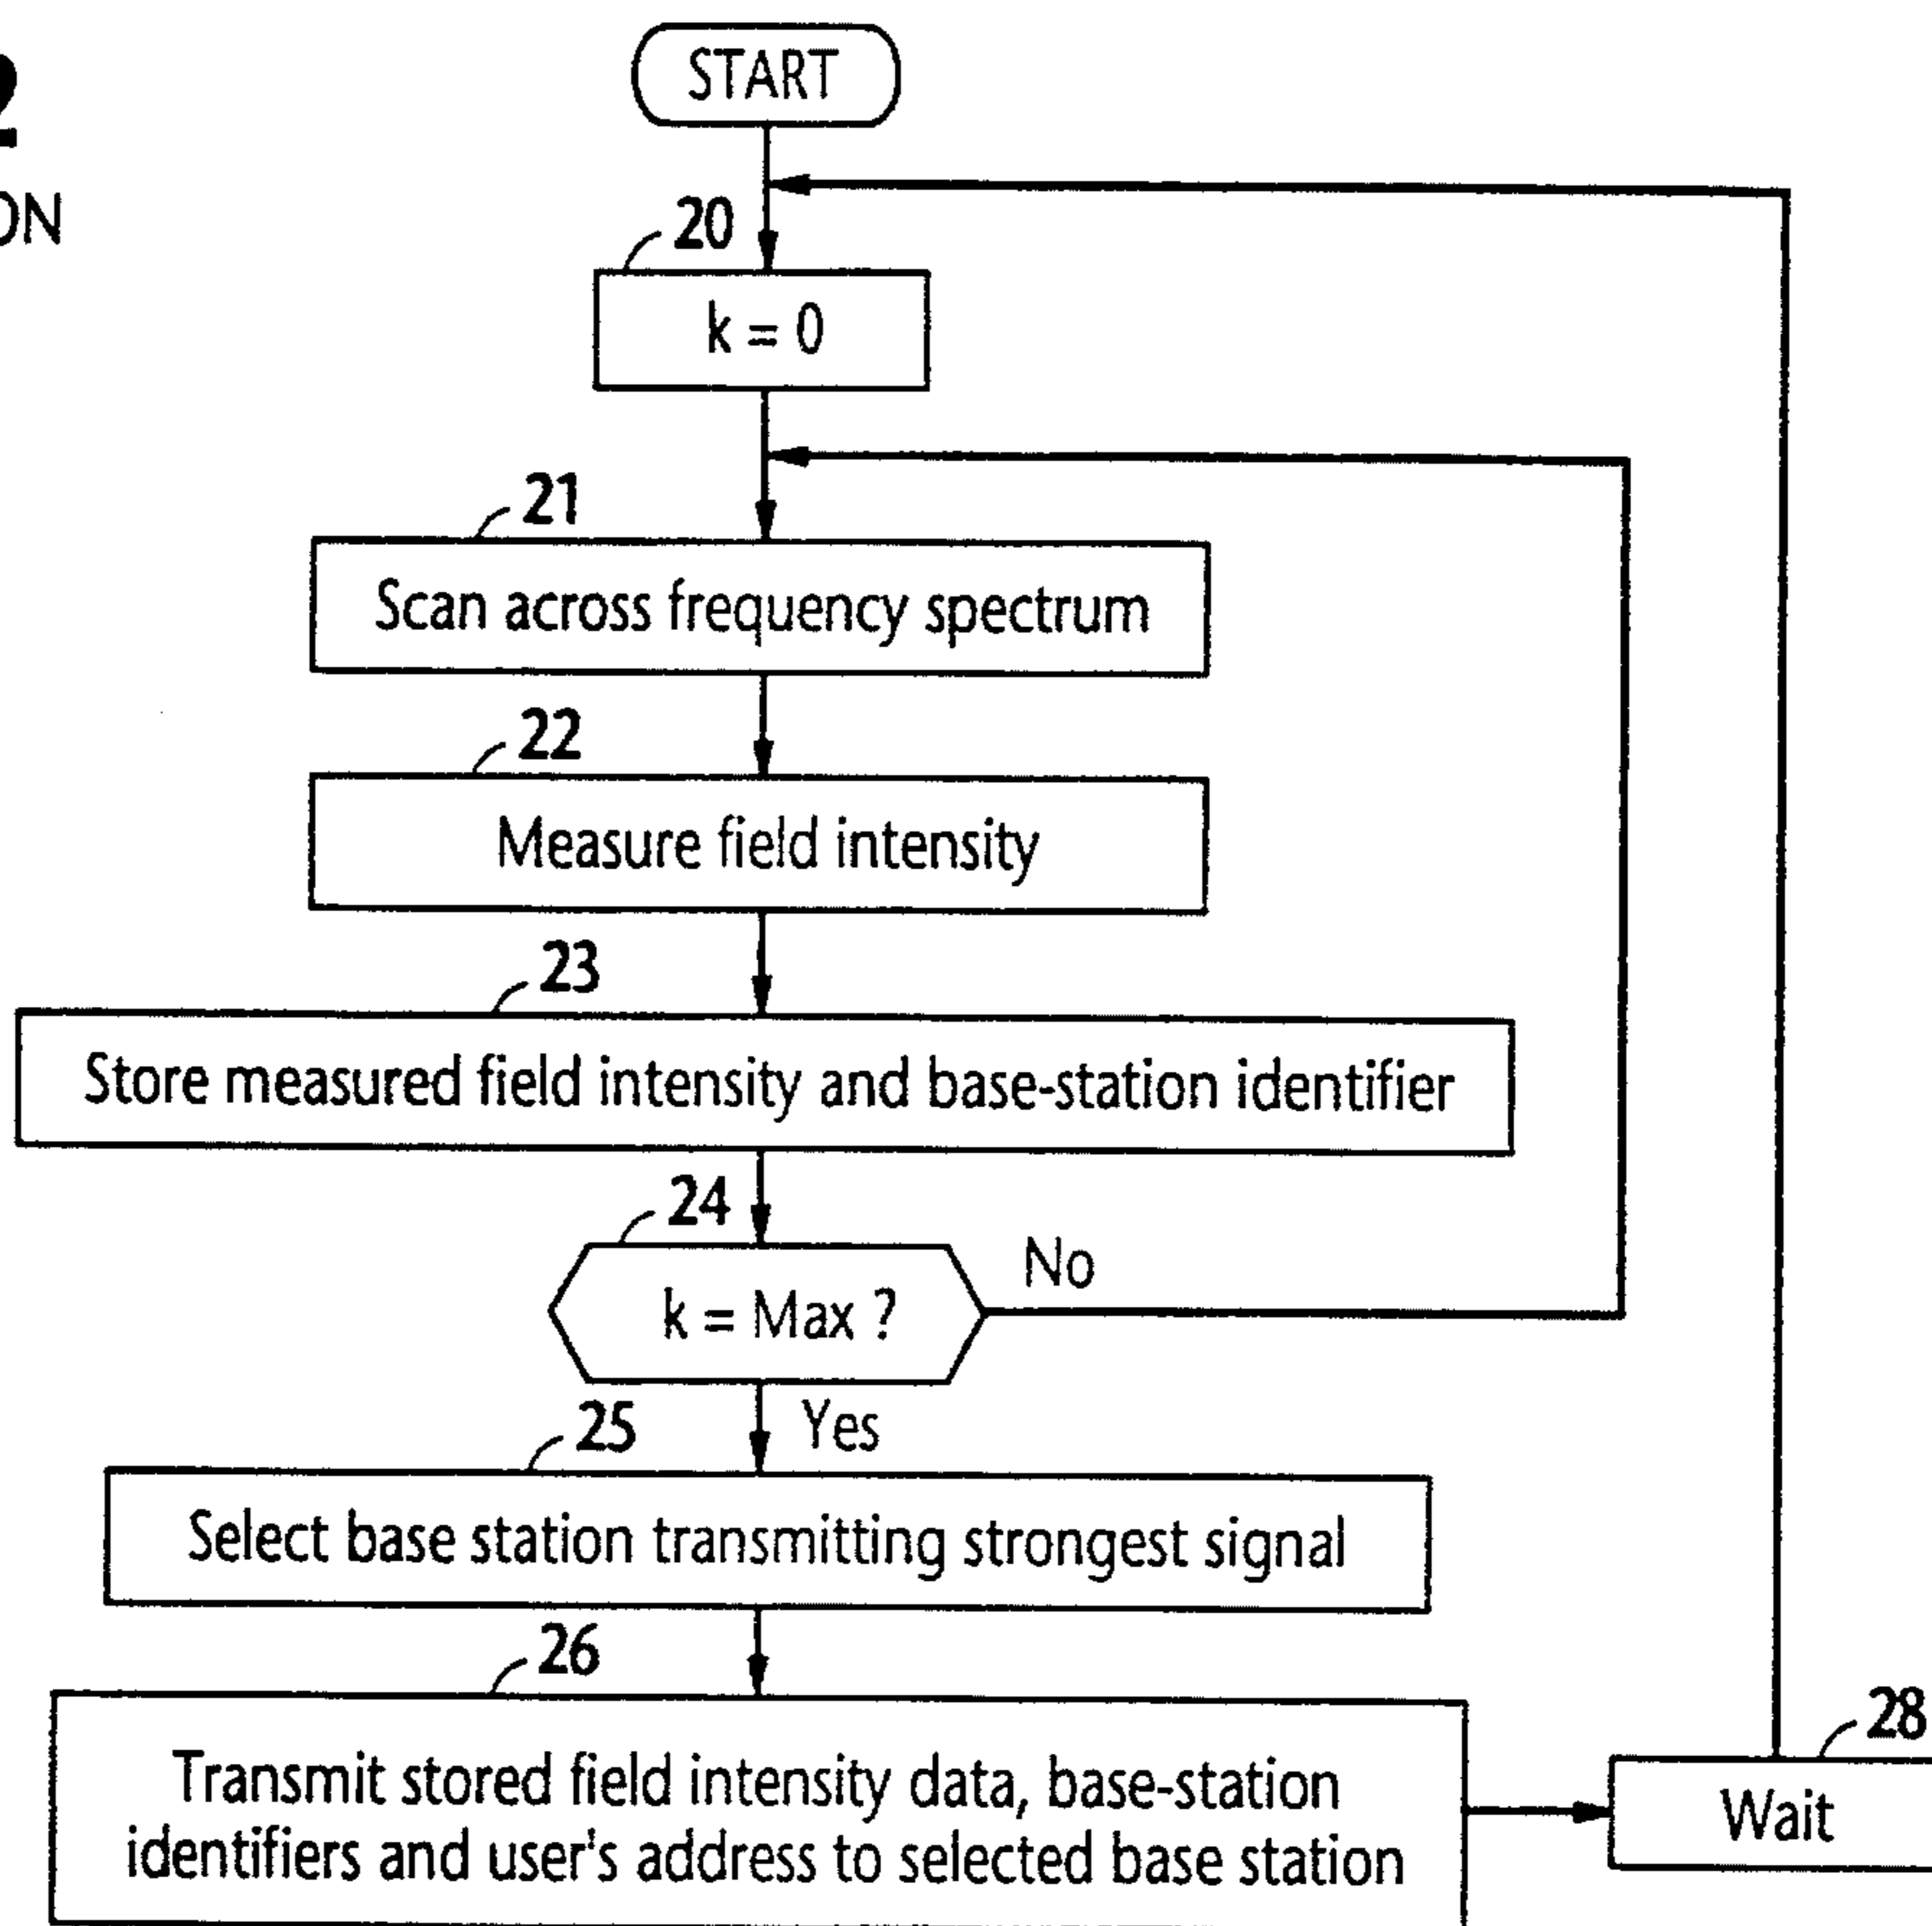 START
20
k = 0
21
Scan across frequency spectrum
22
Measure field intensity
23
Store measured field intensity and base-station identifier
24
k = Max ?
No
Yes
25
Select base station transmitting strongest signal
26
Transmit stored field intensity data, base-station
identifiers and user's address to selected base station
28
Wait